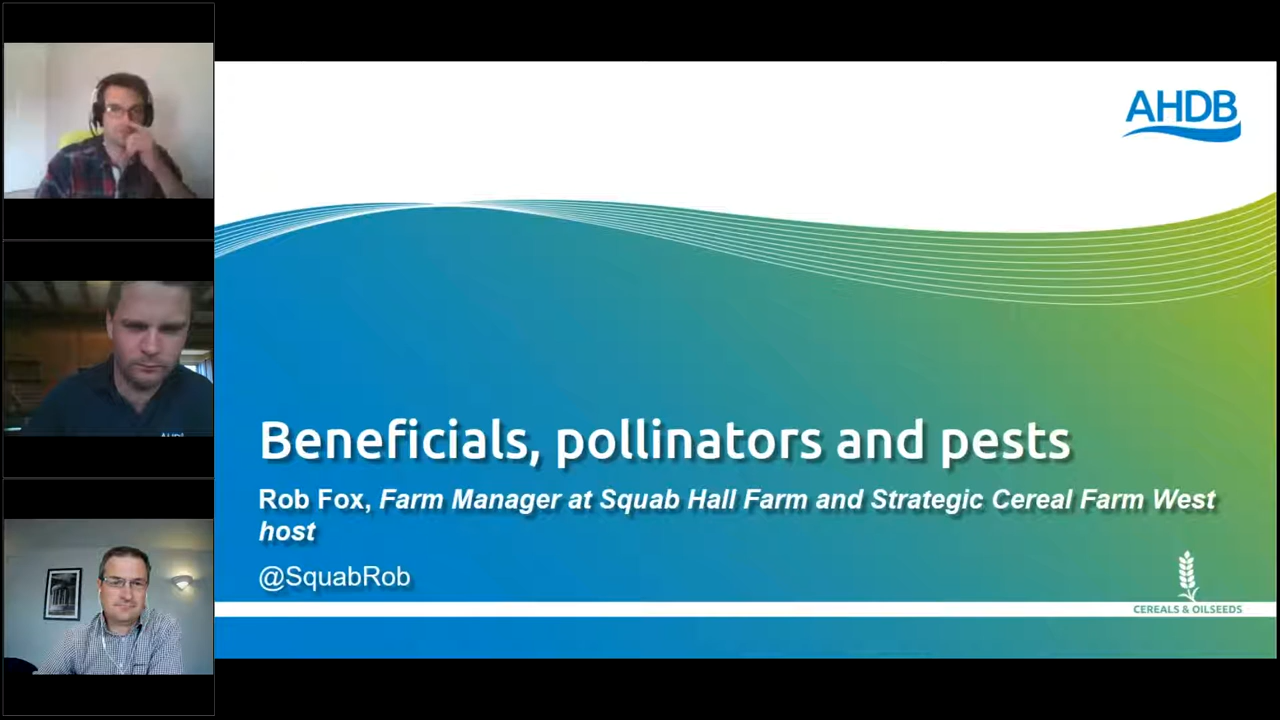 AHDB
Beneficials, pollinators and pests
Rob Fox, Farm Manager at Squab Hall Farm and Strategic Cereal Farm West
host
@SquabRob
CEREALS & OILSEEDS
AHDB